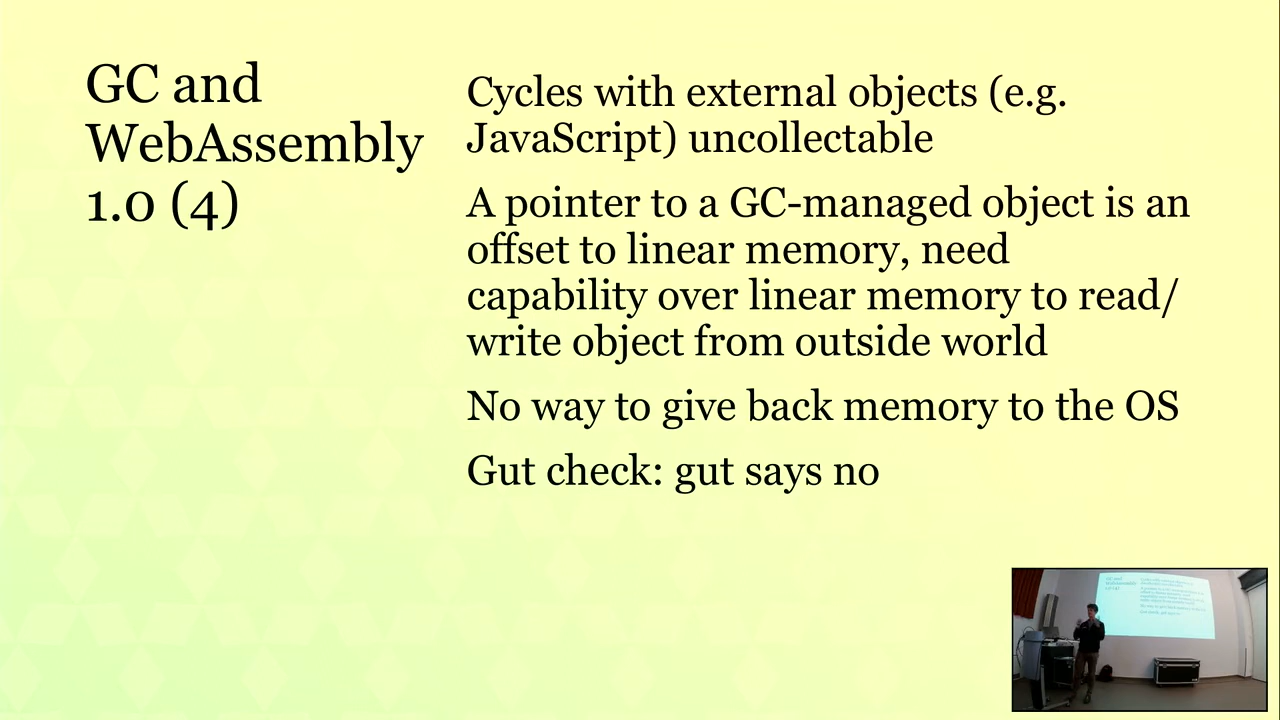 GC and
WebAssembly
1.0 (4)
Cycles with external objects (e.g.
JavaScript) uncollectable
A pointer to a GC-managed object is an
offset to linear memory, need
capability over linear memory to read/
write object from outside world
No way to give back memory to the OS
Gut check: gut says no